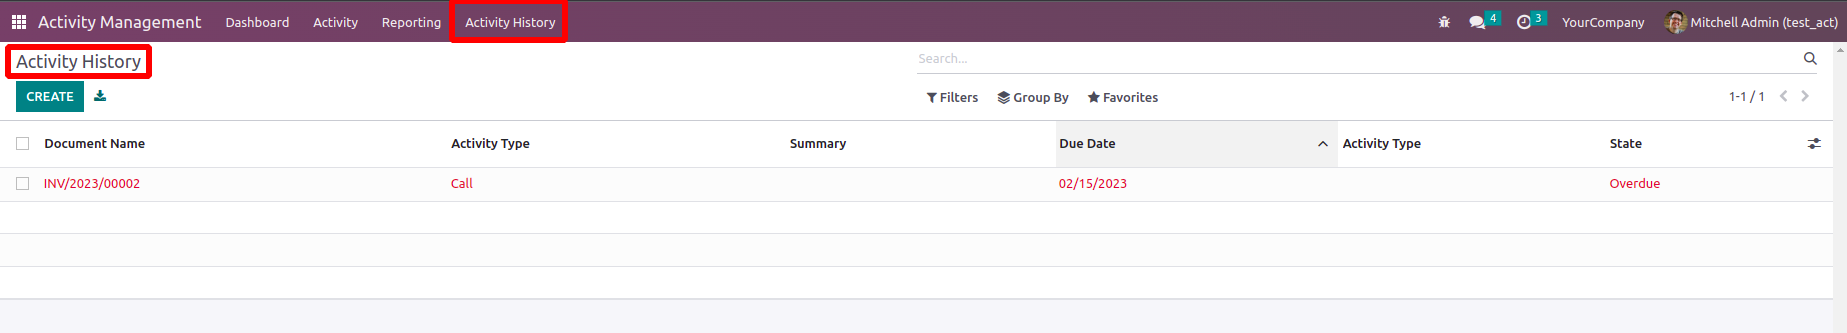 Activity Management Dashboard Activity Reporting Activity History 4 3 YourCompany Mitchell Admin (test_act)
Activity History Search...
CREATE Filters Group By Favorites 1-1 / 1
Document Name Activity Type Summary Due Date Activity Type State
INV/2023/00002 Call 02/15/2023 Overdue